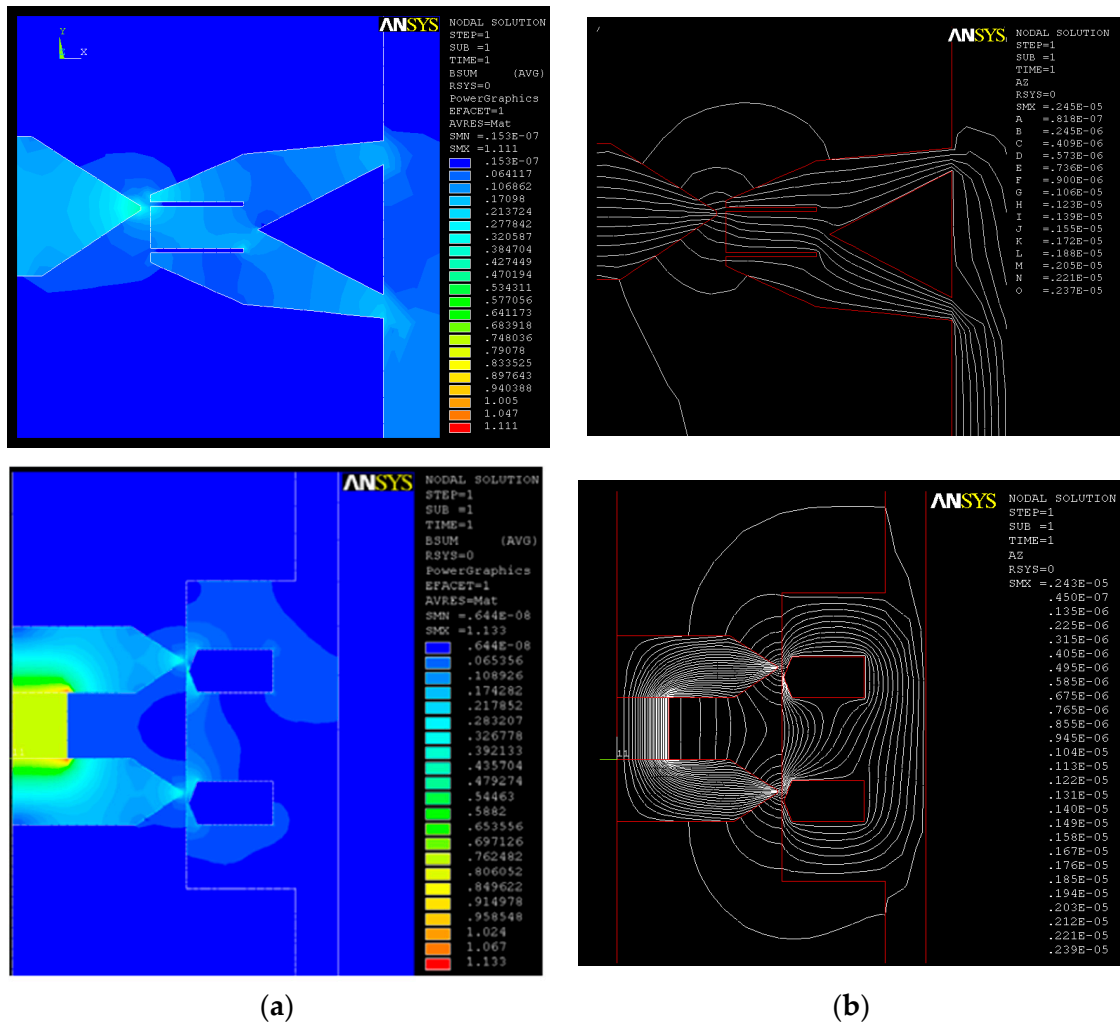 ANSYS
NODAL SOLUTION
STEP=1
SUB =1
TIME=1
BSUM (AVG)
RSYS=0
PowerGraphics
EFACET=1
AVRES=Mat
SMN =.153E-07
SMX =1.111
.153E-07
.064117
.106862
.17098
.213724
.277842
.320587
.384704
.427449
.470194
.534311
.577056
.641173
.683918
.748036
.79078
.833525
.897643
.940388
1.005
1.047
1.111
Y
X
ANSYS
NODAL SOLUTION
STEP=1
SUB =1
TIME=1
AZ
RSYS=0
SMX =.245E-05
A =.818E-07
B =.245E-06
C =.409E-06
D =.573E-06
E =.736E-06
F =.900E-06
G =.106E-05
H =.123E-05
I =.139E-05
J =.155E-05
K =.172E-05
L =.188E-05
M =.205E-05
N =.221E-05
O =.237E-05
ANSYS
NODAL SOLUTION
STEP=1
SUB =1
TIME=1
BSUM (AVG)
RSYS=0
PowerGraphics
EFACET=1
AVRES=Mat
SMN =.644E-08
SMX =1.133
.644E-08
.065356
.108926
.174282
.217852
.283207
.326778
.392133
.435704
.479274
.54463
.5882
.653556
.697126
.762482
.806052
.849622
.914978
.958548
1.024
1.067
1.133
ANSYS
NODAL SOLUTION
STEP=1
SUB =1
TIME=1
AZ
RSYS=0
SMX =.243E-05
.450E-07
.135E-06
.225E-06
.315E-06
.405E-06
.495E-06
.585E-06
.675E-06
.765E-06
.855E-06
.945E-06
.104E-05
.113E-05
.122E-05
.131E-05
.140E-05
.149E-05
.158E-05
.167E-05
.176E-05
.185E-05
.194E-05
.203E-05
.212E-05
.221E-05
.239E-05
(a)
(b)